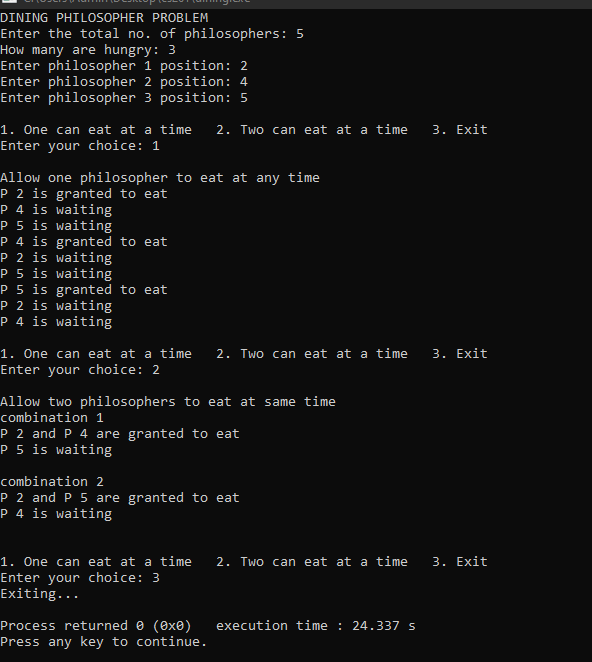 DINING PHILOSOPHER PROBLEM
Enter the total no. of philosophers: 5
How many are hungry: 3
Enter philosopher 1 position: 2
Enter philosopher 2 position: 4
Enter philosopher 3 position: 5
1. One can eat at a time   2. Two can eat at a time   3. Exit
Enter your choice: 1
Allow one philosopher to eat at any time
P 2 is granted to eat
P 4 is waiting
P 5 is waiting
P 4 is granted to eat
P 2 is waiting
P 5 is waiting
P 5 is granted to eat
P 2 is waiting
P 4 is waiting
1. One can eat at a time   2. Two can eat at a time   3. Exit
Enter your choice: 2
Allow two philosophers to eat at same time
combination 1
P 2 and P 4 are granted to eat
P 5 is waiting
combination 2
P 2 and P 5 are granted to eat
P 4 is waiting
1. One can eat at a time   2. Two can eat at a time   3. Exit
Enter your choice: 3
Exiting...
Process returned 0 (0x0)   execution time : 24.337 s
Press any key to continue.